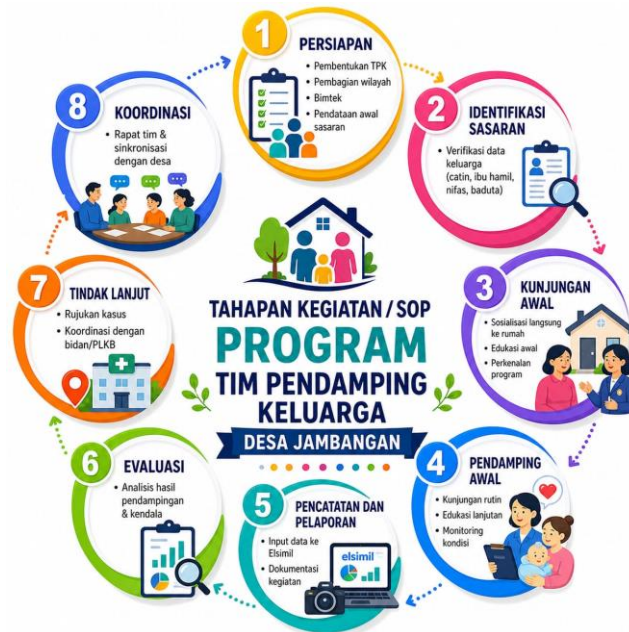 1
PERSIAPAN
• Pembentukan TPK
• Pembagian wilayah
• Bimtek
• Pendataan awal
sasaran
2
IDENTIFIKASI
SASARAN
• Verifikasi data
keluarga
(catin, ibu hamil,
nifas, baduta)
3
KUNJUNGAN
AWAL
• Sosialisasi langsung
ke rumah
• Edukasi awal
• Perkenalan
program
4
PENDAMPING
AWAL
• Kunjungan rutin
• Edukasi lanjutan
• Monitoring
kondisi
5
PENCATATAN DAN
PELAPORAN
• Input data ke
Elsimil
• Dokumentasi
kegiatan
elsimil
6
EVALUASI
• Analisis hasil
pendampingan
& kendala
7
TINDAK LANJUT
• Rujukan kasus
• Koordinasi dengan
bidan/PLKB
8
KOORDINASI
• Rapat tim &
sinkronisasi
dengan desa
TAHAPAN KEGIATAN / SOP
PROGRAM
TIM PENDAMPING
KELUARGA
DESA JAMBANGAN